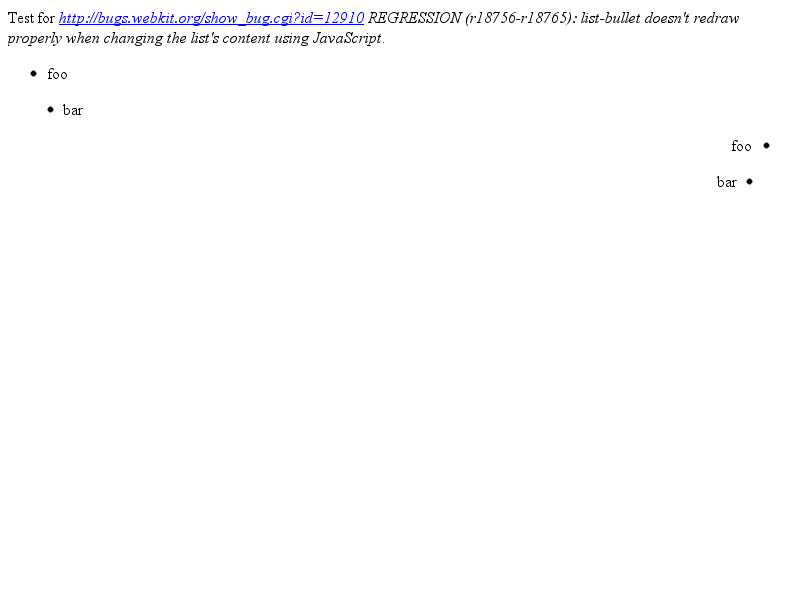 Test for http://bugs.webkit.org/show_bug.cgi?id=12910 REGRESSION (r18756-r18765): list-bullet doesn't redraw
properly when changing the list's content using JavaScript.
• foo
• bar
foo •
bar •